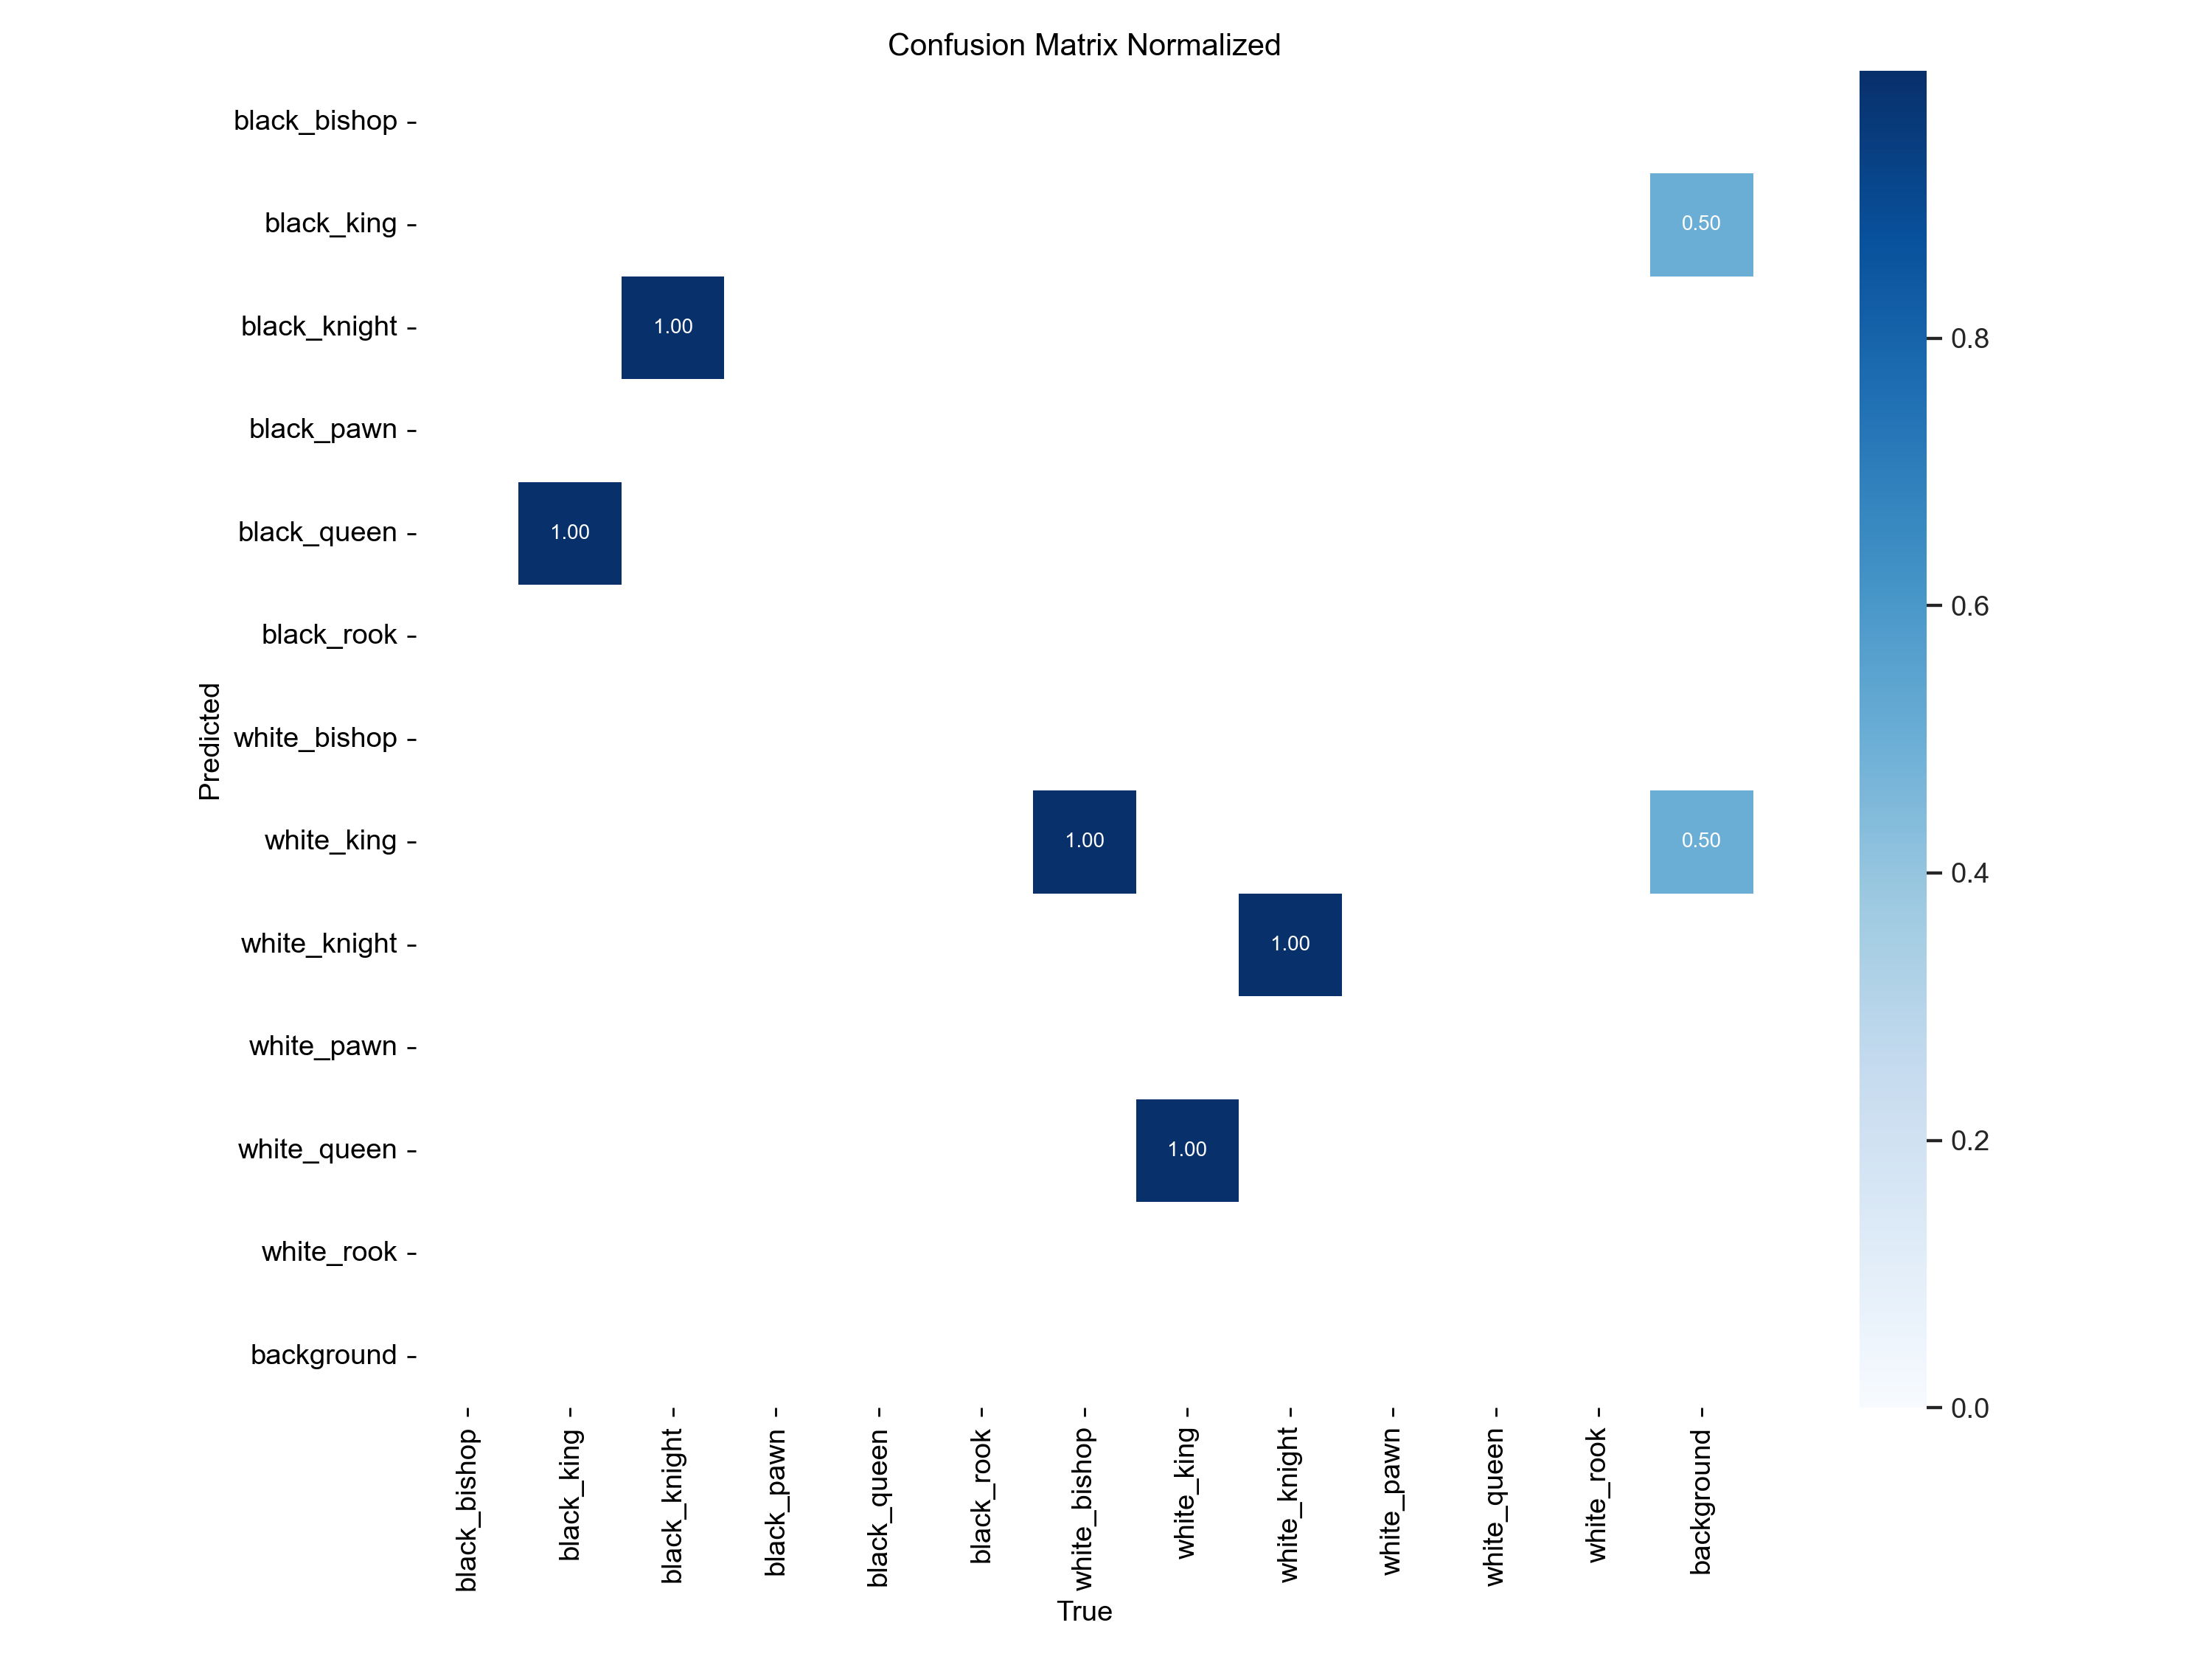 Confusion Matrix Normalized
black_bishop
black_king
0.50
black_knight
1.00
0.8
black_pawn
black_queen
1.00
0.6
black_rook
Predicted
white_bishop
white_king
1.00
0.50
0.4
white_knight
1.00
white_pawn
white_queen
1.00
0.2
white_rook
background
0.0
black_bishop
black_king
black_knight
black_pawn
black_queen
black_rook
white_bishop
white_king
white_knight
white_pawn
white_queen
white_rook
background
True